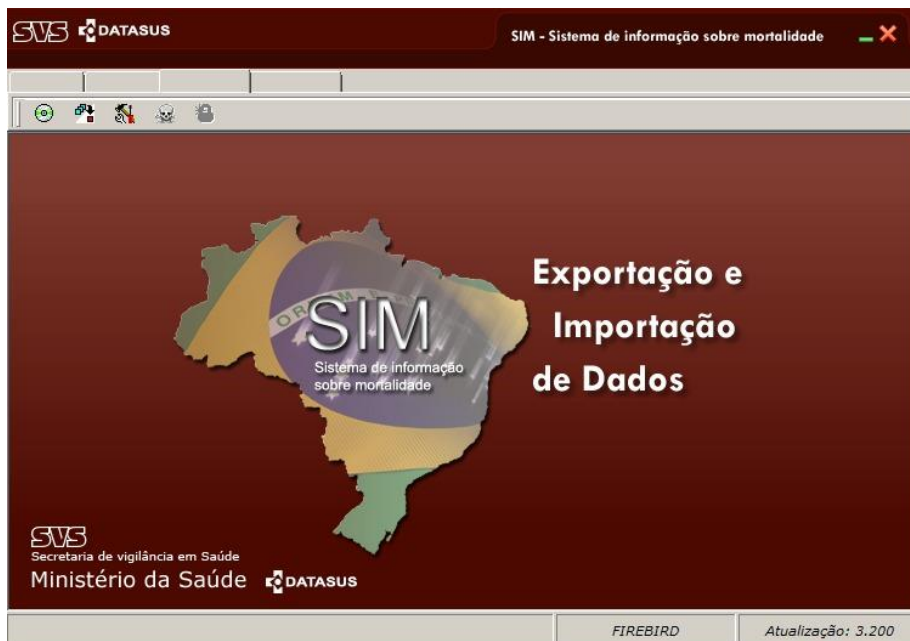 SVS DATASUS
SIM - Sistema de informação sobre mortalidade
ORDEM
SIM
Sistema de informação
sobre mortalidade
Exportação e
Importação
de Dados
SVS
Secretaria de vigilância em Saúde
Ministério da Saúde DATASUS
FIREBIRD
Atualização: 3.200